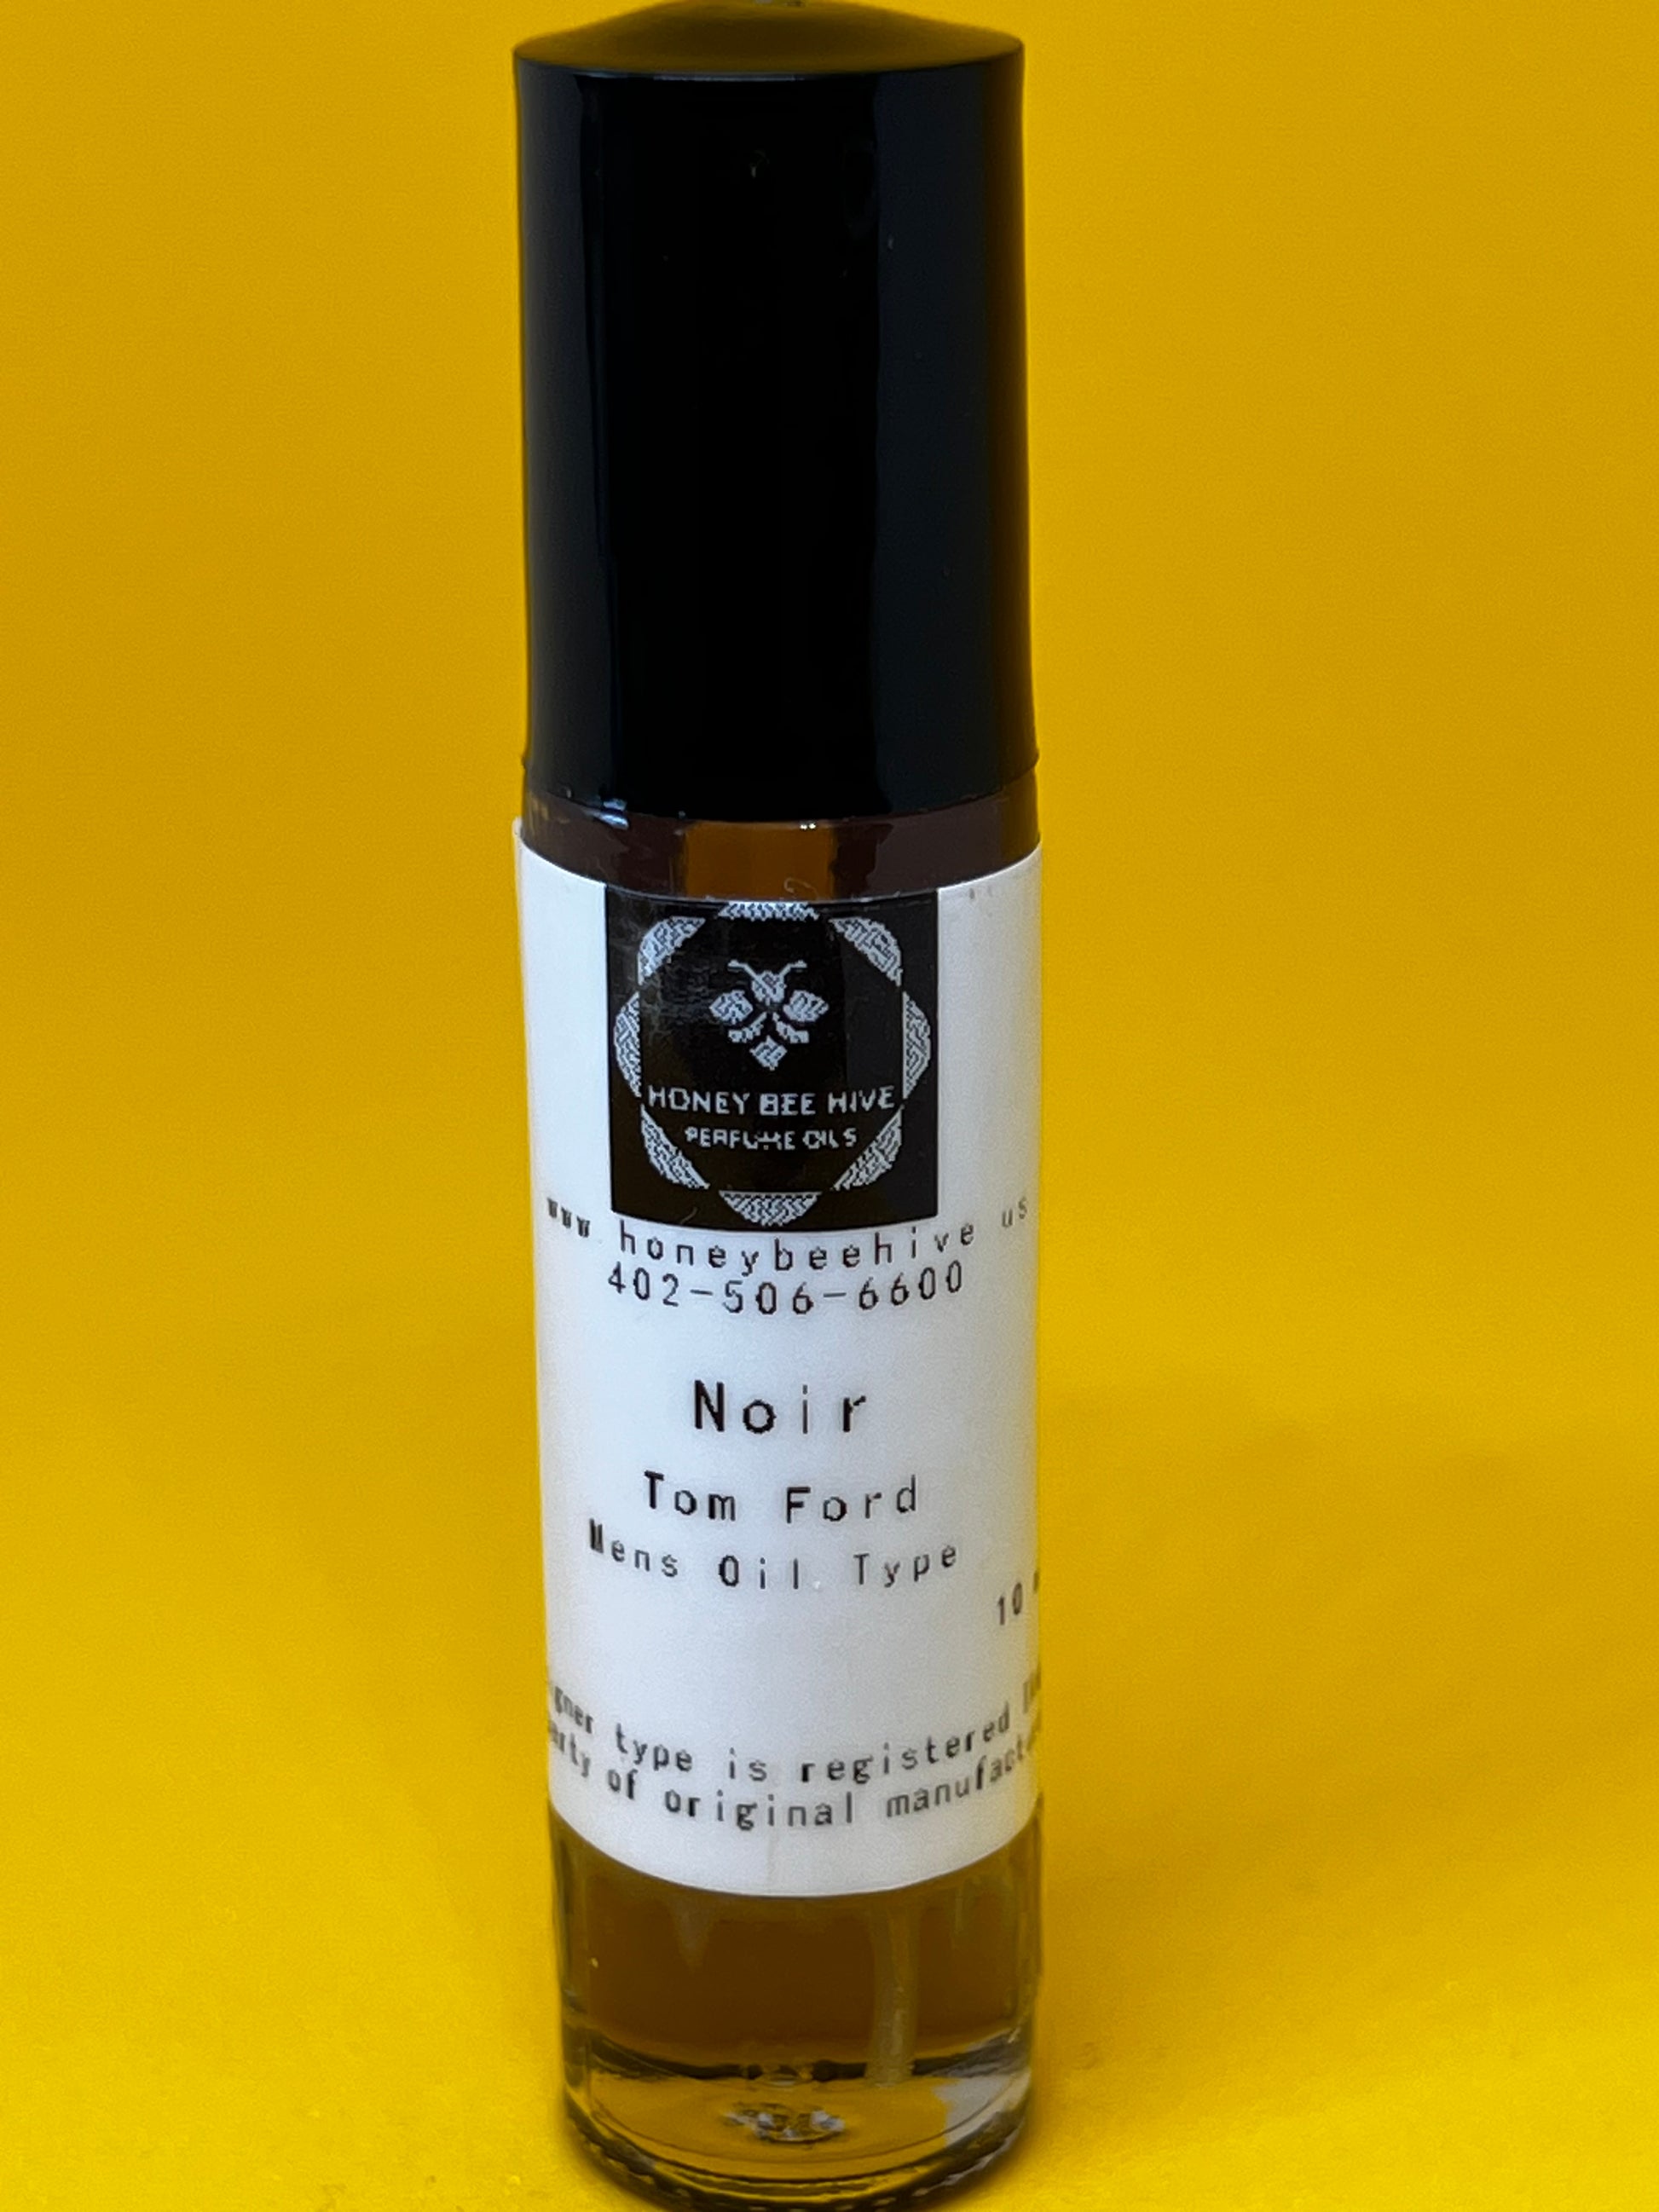 HONEY BEE HIVE
PERFUME OILS
www.honeybeehive.us
402-506-6600
Noir
Tom Ford
Mens Oil Type
10
type is registered
of original